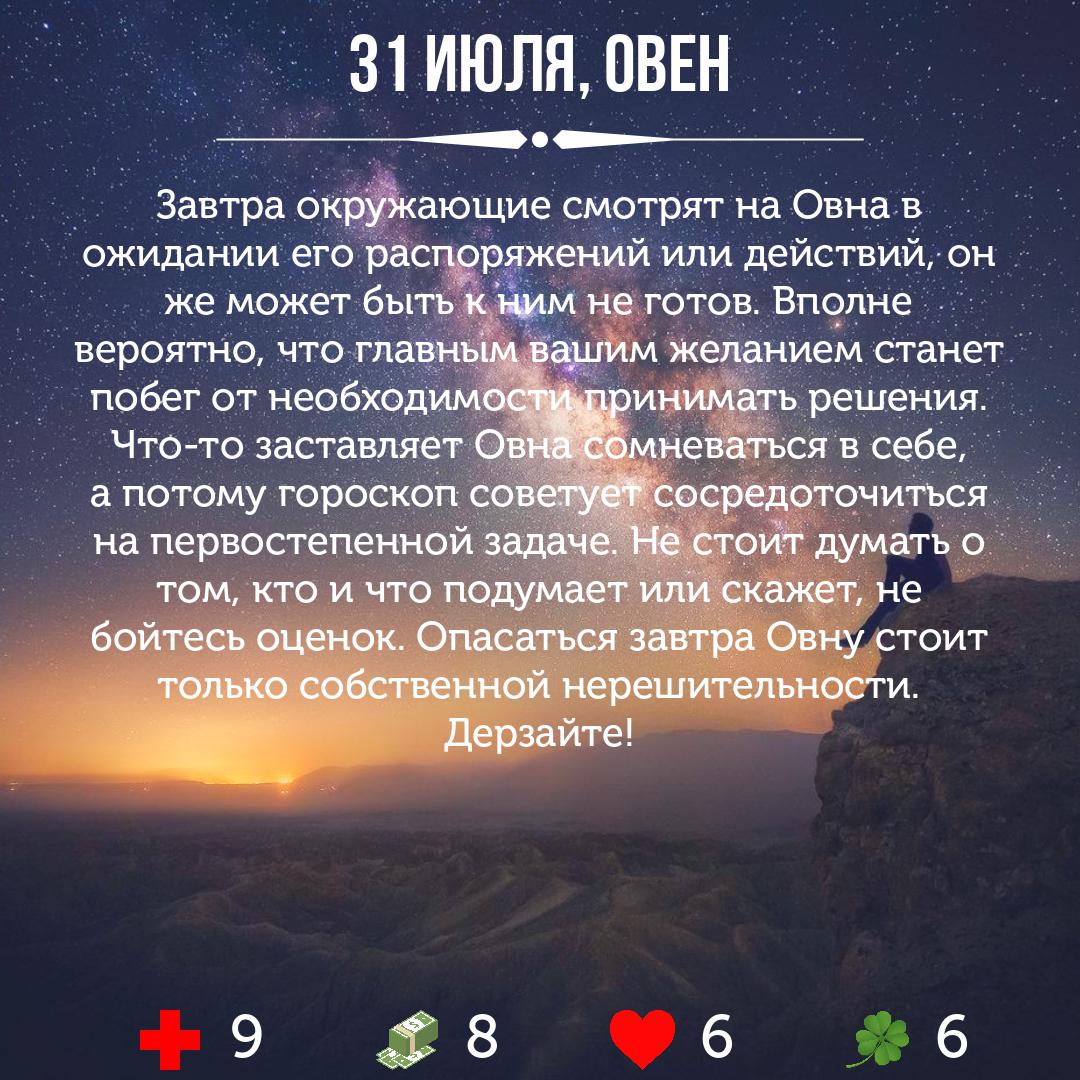 31 ИЮЛЯ, ОВЕН
Завтра окружающие смотрят на Овна в
ожидании его распоряжений или действий, он
же может быть к ним не готов. Вполне
вероятно, что главным вашим желанием станет
побег от необходимости принимать решения.
Что-то заставляет Овна сомневаться в себе,
а потому гороскоп советует сосредоточиться
на первостепенной задаче. Не стоит думать о
том, кто и что подумает или скажет, не
бойтесь оценок. Опасаться завтра Овну стоит
только собственной нерешительности.
Дерзайте!
9 8 6 6